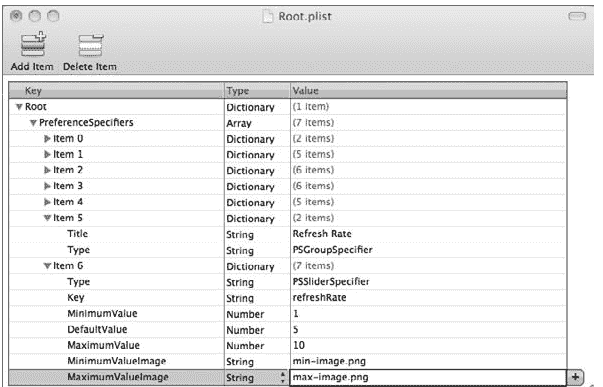 Root.plist
Add Item Delete Item
Key Type Value
Root Dictionary (1 item)
PreferenceSpecifiers Array (7 items)
Item 0 Dictionary (2 items)
Item 1 Dictionary (5 items)
Item 2 Dictionary (6 items)
Item 3 Dictionary (6 items)
Item 4 Dictionary (5 items)
Item 5 Dictionary (2 items)
Title String Refresh Rate
Type String PSGroupSpecifier
Item 6 Dictionary (7 items)
Type String PSSliderSpecifier
Key String refreshRate
MinimumValue Number 1
DefaultValue Number 5
MaximumValue Number 10
MinimumValueImage String min-image.png
MaximumValueImage String max-image.png